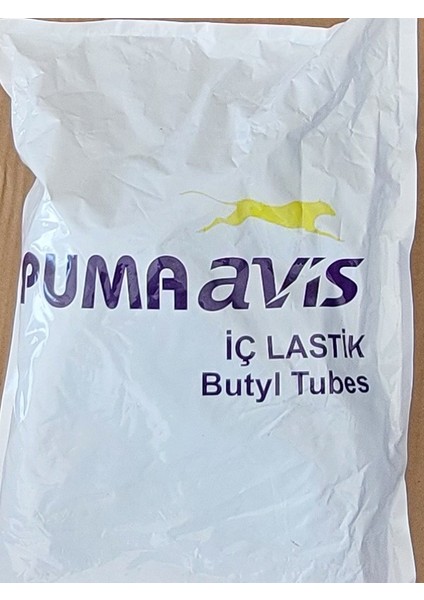 PUMA avis
İÇ LASTİK
Butyl Tubes